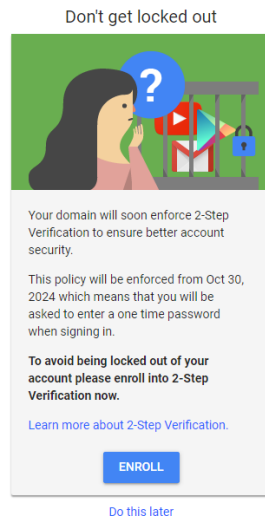 Don't get locked out
?
Your domain will soon enforce 2-Step
Verification to ensure better account
security.
This policy will be enforced from Oct 30,
2024 which means that you will be
asked to enter a one time password
when signing in.
To avoid being locked out of your
account please enroll into 2-Step
Verification now.
Learn more about 2-Step Verification.
ENROLL
Do this later